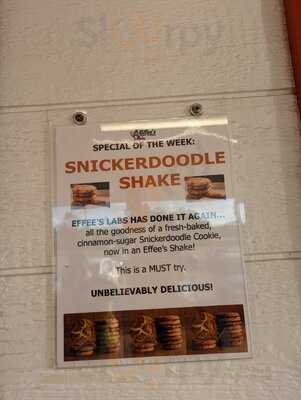 Effee's
SPECIAL OF THE WEEK:
SNICKERDOODLE
SHAKE
EFFEE'S LABS HAS DONE IT AGAIN...
all the goodness of a fresh-baked,
cinnamon-sugar Snickerdoodle Cookie,
now in an Effee's Shake!
This is a MUST try.
UNBELIEVABLY DELICIOUS!